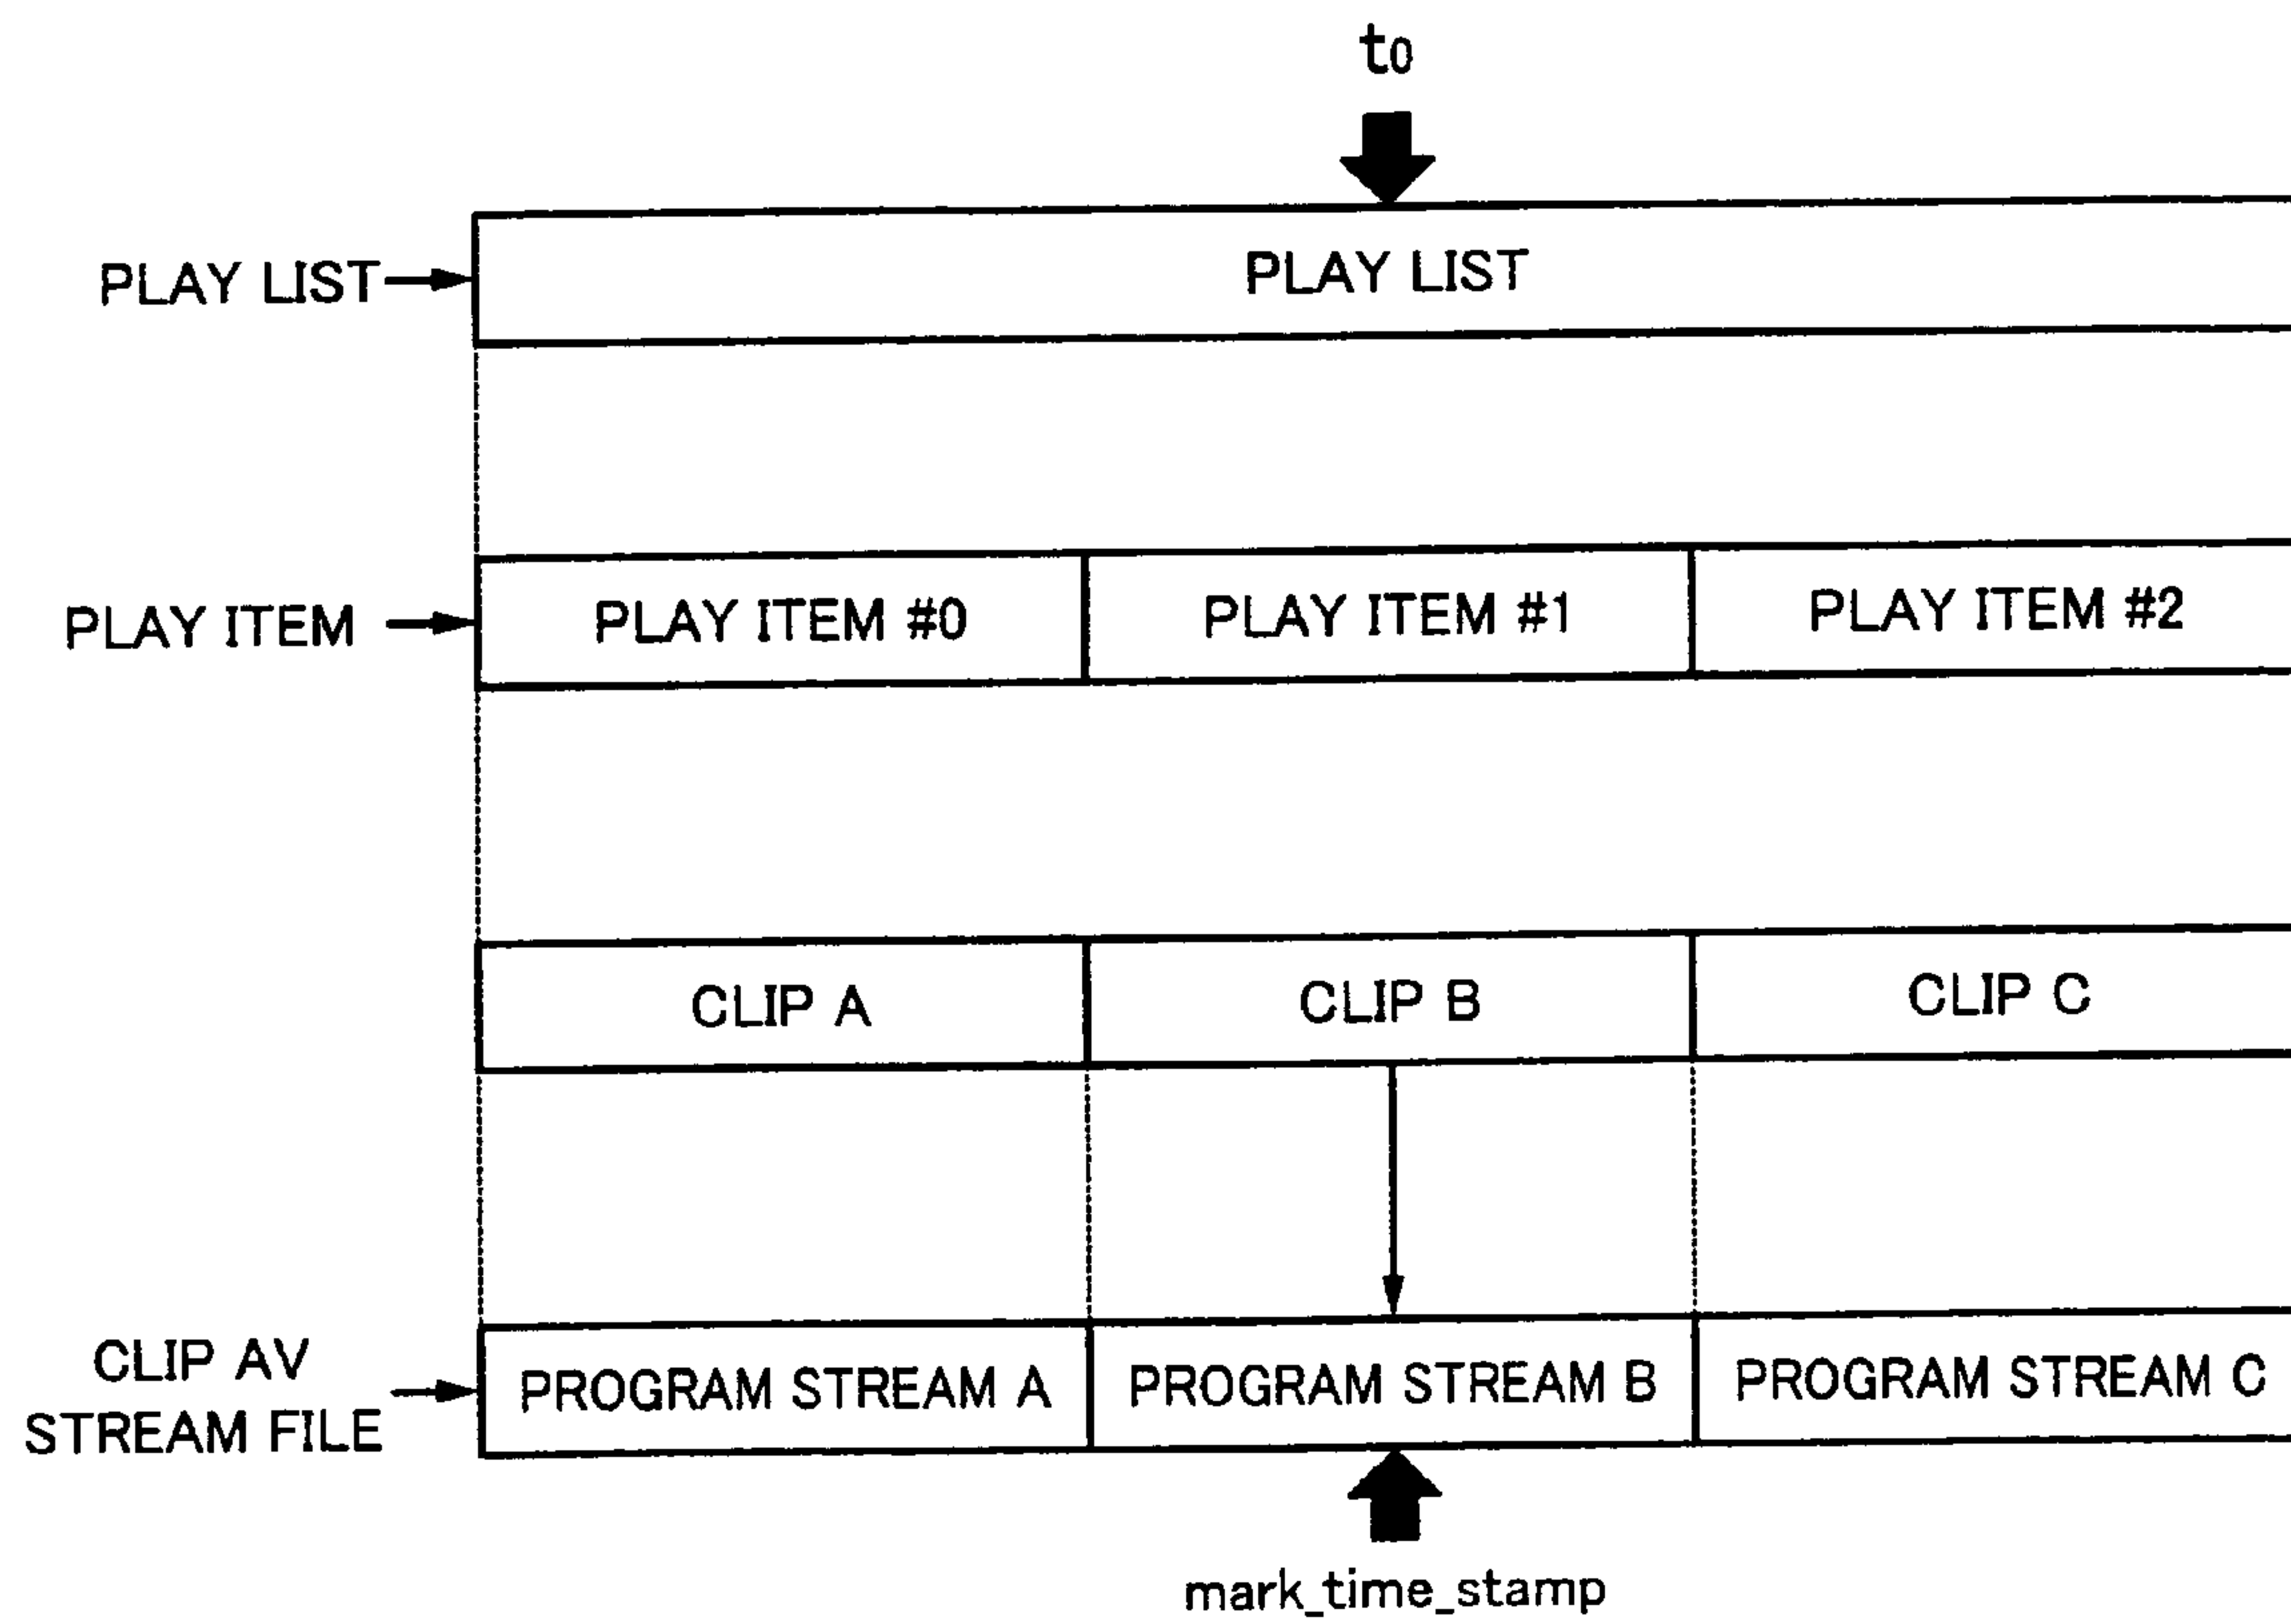 t0
PLAY LIST
PLAY LIST
PLAY ITEM
PLAY ITEM #0
PLAY ITEM #1
PLAY ITEM #2
CLIP A
CLIP B
CLIP C
CLIP AV
STREAM FILE
PROGRAM STREAM A
PROGRAM STREAM B
PROGRAM STREAM C
mark_time_stamp